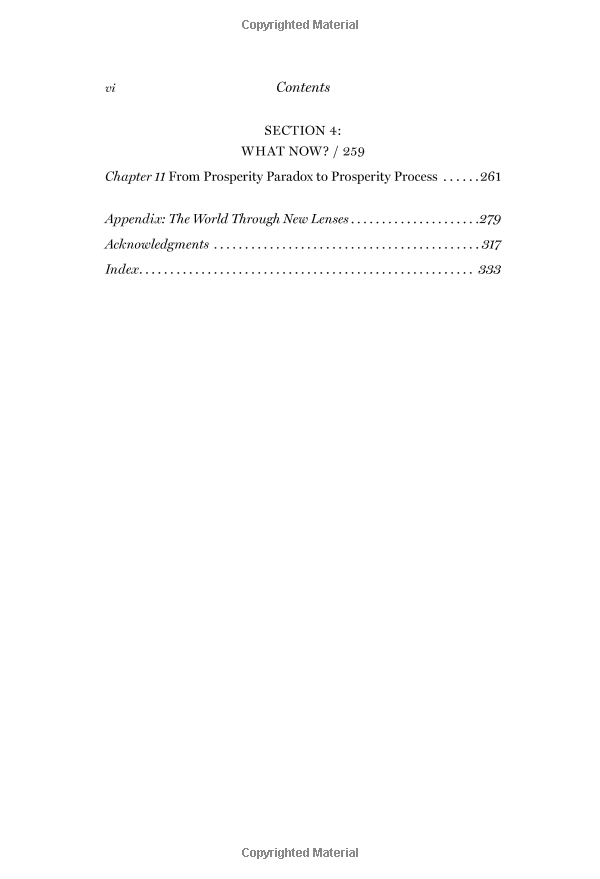 Copyrighted Material
vi Contents
SECTION 4:
WHAT NOW? / 259
Chapter 11 From Prosperity Paradox to Prosperity Process ......261
Appendix: The World Through New Lenses.....................279
Acknowledgments ...........................................317
Index...................................................... 333
Copyrighted Material